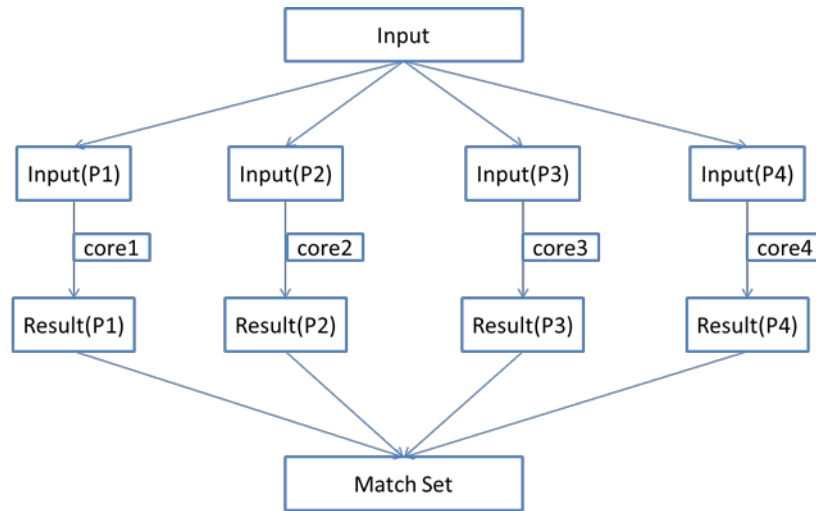 Input
Input(P1)
Input(P2)
Input(P3)
Input(P4)
core1
core2
core3
core4
Result(P1)
Result(P2)
Result(P3)
Result(P4)
Match Set